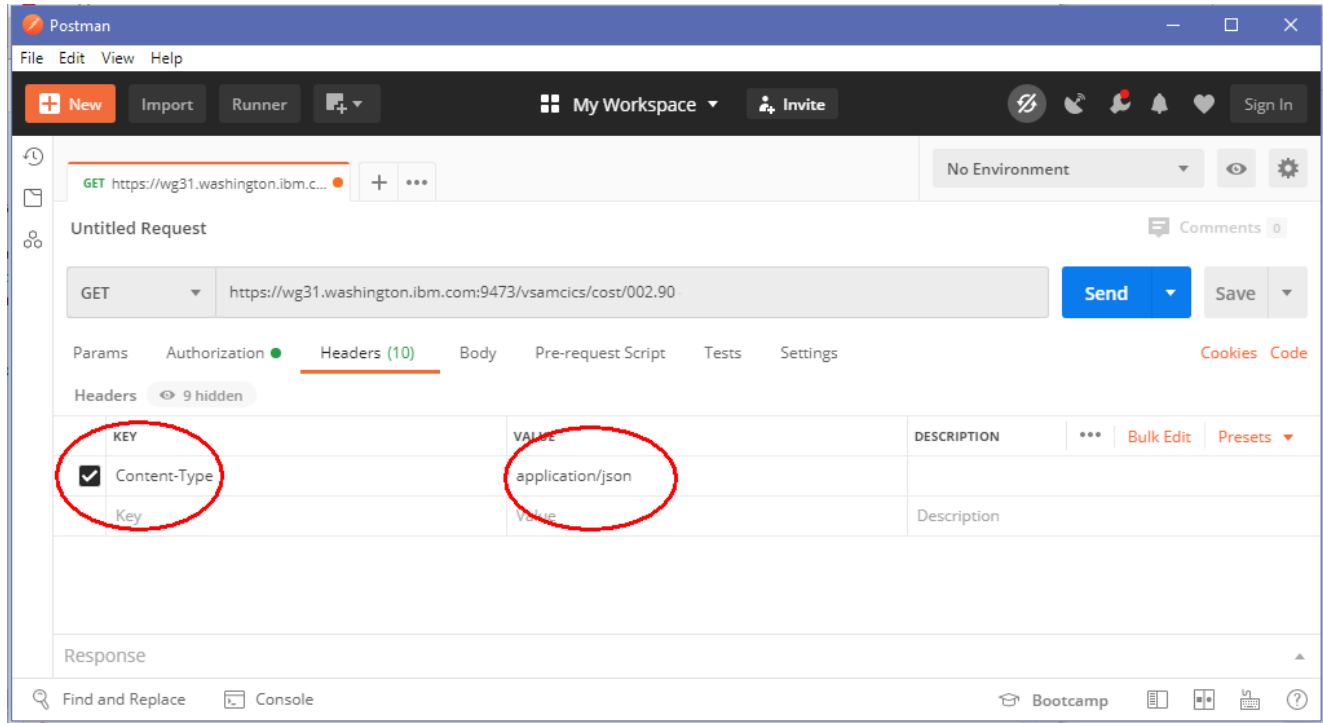 Postman
File Edit View Help
New Import Runner My Workspace Invite Sign In
GET https://wg31.washington.ibm.c... No Environment
Untitled Request Comments 0
GET https://wg31.washington.ibm.com:9473/vsamcics/cost/002.90 Send Save
Params Authorization Headers (10) Body Pre-request Script Tests Settings Cookies Code
Headers 9 hidden
KEY VALUE DESCRIPTION Bulk Edit Presets
Content-Type application/json
Key Value Description
Response
Find and Replace Console Bootcamp